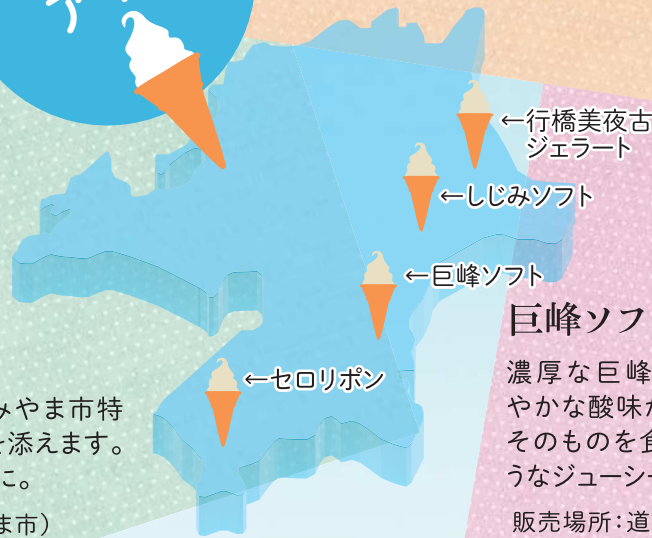 ←行橋美夜古
ジェラート
←しじみソフト
←巨峰ソフト
←セロリポン
みやま市特
を添えます。
に。
ま市）
巨峰ソフ
濃厚な巨峰
やかな酸味
そのものを食
うなジューシ
販売場所：道